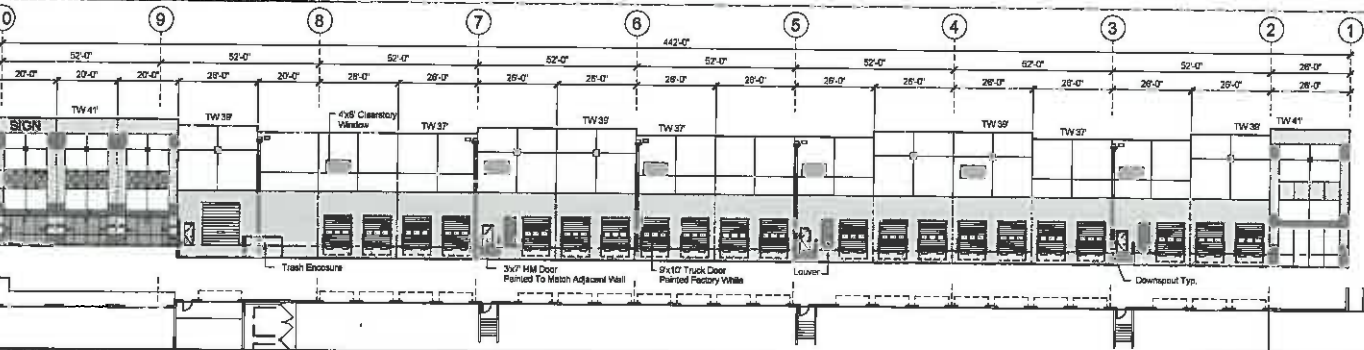 0 9 8 7 6 5 4 3 2 1
442'-0"
52'-0" 52'-0" 52'-0" 52'-0" 52'-0" 52'-0" 52'-0" 52'-0" 26'-0"
20'-0" 20'-0" 20'-0" 26'-0" 20'-0" 26'-0" 26'-0" 26'-0" 26'-0" 26'-0" 26'-0" 26'-0" 26'-0" 26'-0" 26'-0" 26'-0" 26'-0" 26'-0"
TW 41' TW 39' TW 37' TW 39' TW 37' TW 39' TW 37' TW 39' TW 41'
SIGN
4'x8' Clearstory
Window
Trash Encosure
3'x7' HM Door
Painted To Match Adjacent Wall
9'x10' Truck Door
Painted Factory White
Louver
Downspout Typ.